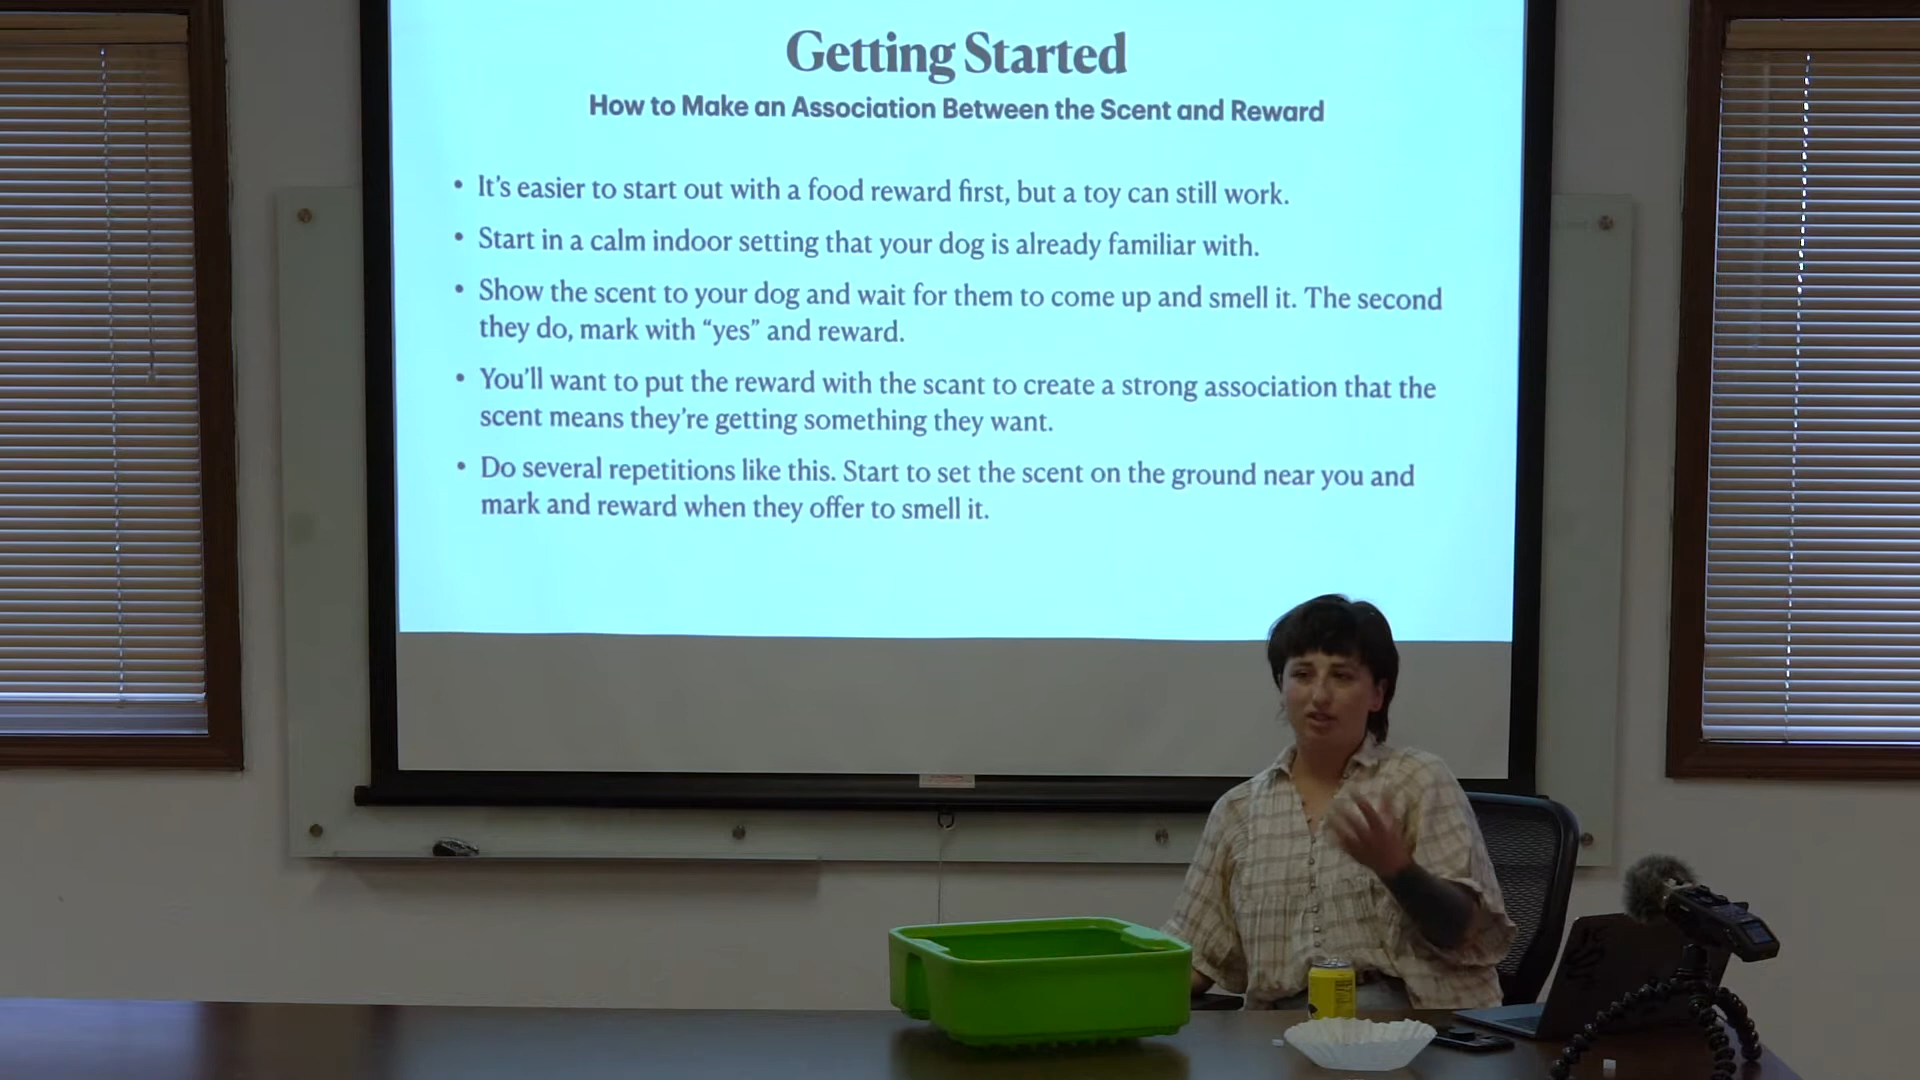 Getting Started
How to Make an Association Between the Scent and Reward
• It's easier to start out with a food reward first, but a toy can still work.
• Start in a calm indoor setting that your dog is already familiar with.
• Show the scent to your dog and wait for them to come up and smell it. The second
they do, mark with “yes” and reward.
• You'll want to put the reward with the scant to create a strong association that the
scent means they're getting something they want.
• Do several repetitions like this. Start to set the scent on the ground near you and
mark and reward when they offer to smell it.